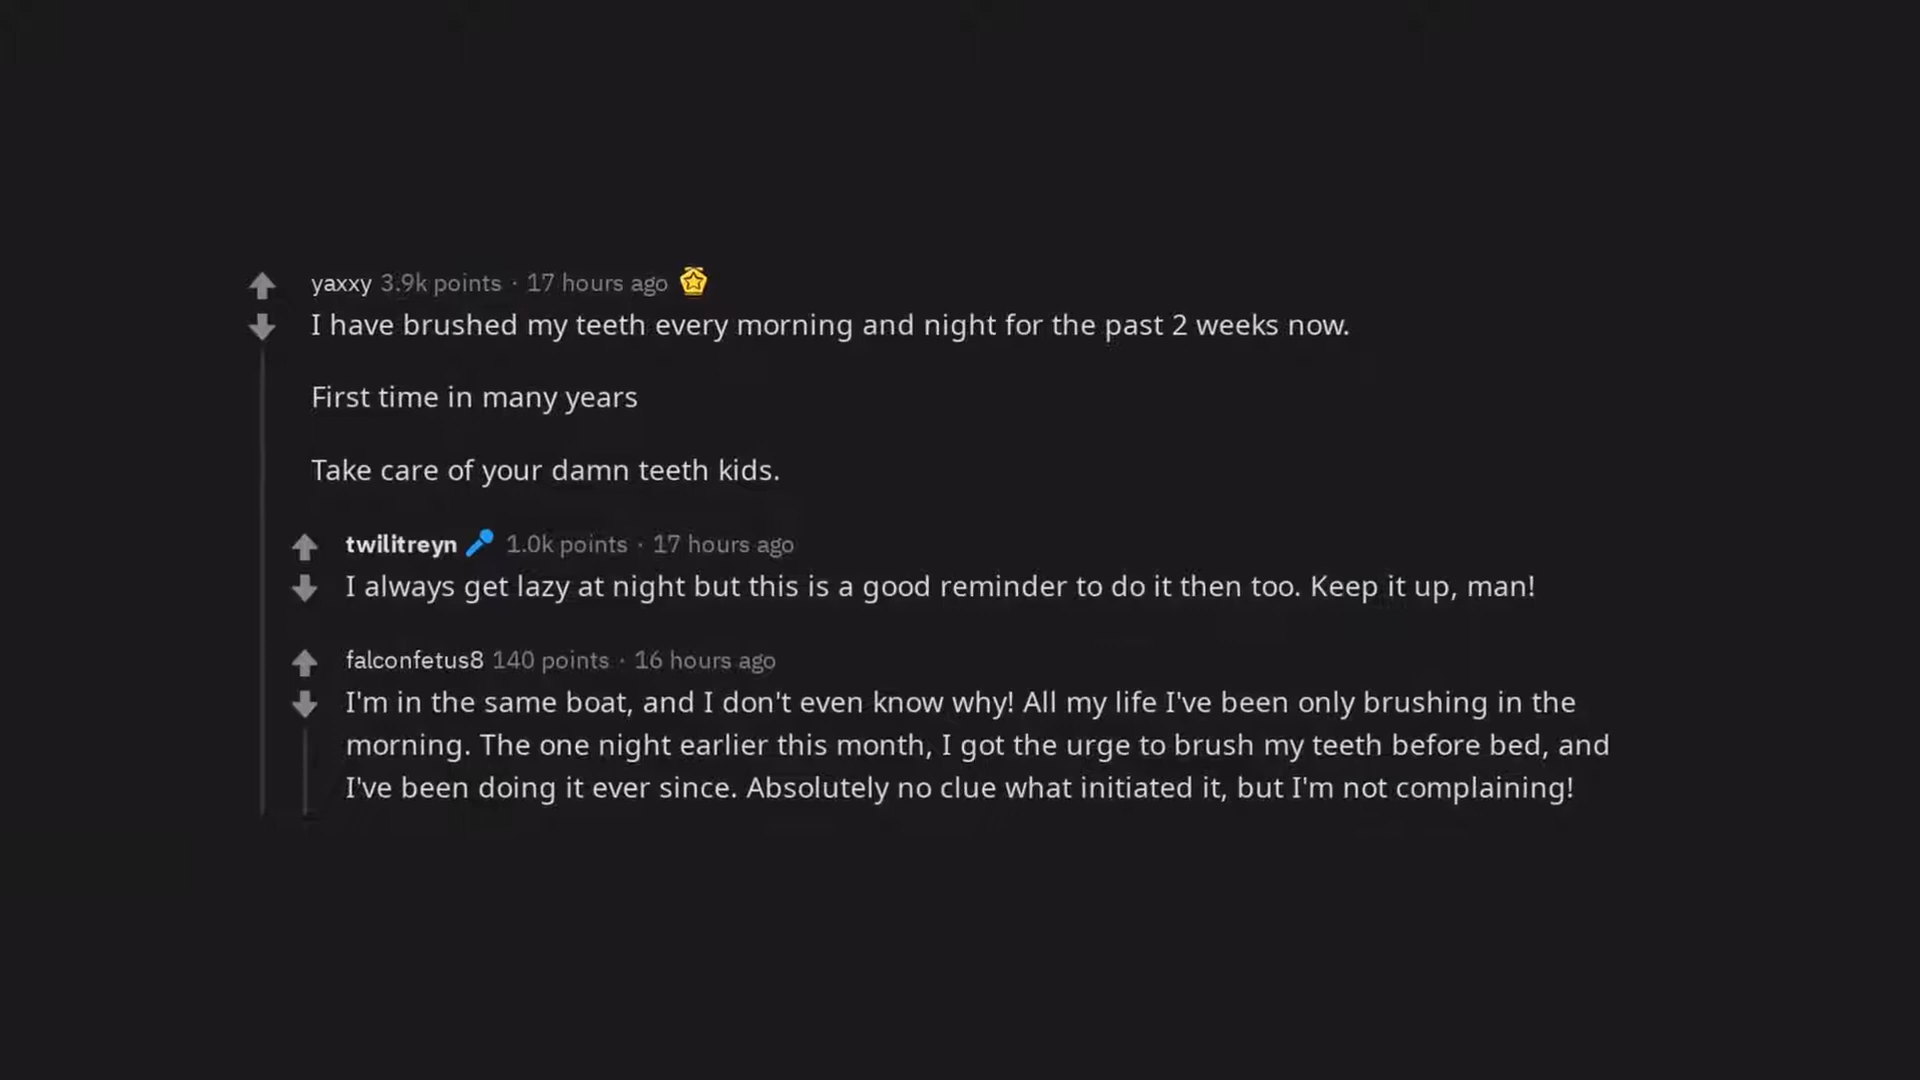 yaxxy 3.9k points · 17 hours ago
I have brushed my teeth every morning and night for the past 2 weeks now.
First time in many years
Take care of your damn teeth kids.
twilitreyn 1.0k points · 17 hours ago
I always get lazy at night but this is a good reminder to do it then too. Keep it up, man!
falconfetus8 140 points · 16 hours ago
I'm in the same boat, and I don't even know why! All my life I've been only brushing in the
morning. The one night earlier this month, I got the urge to brush my teeth before bed, and
I've been doing it ever since. Absolutely no clue what initiated it, but I'm not complaining!